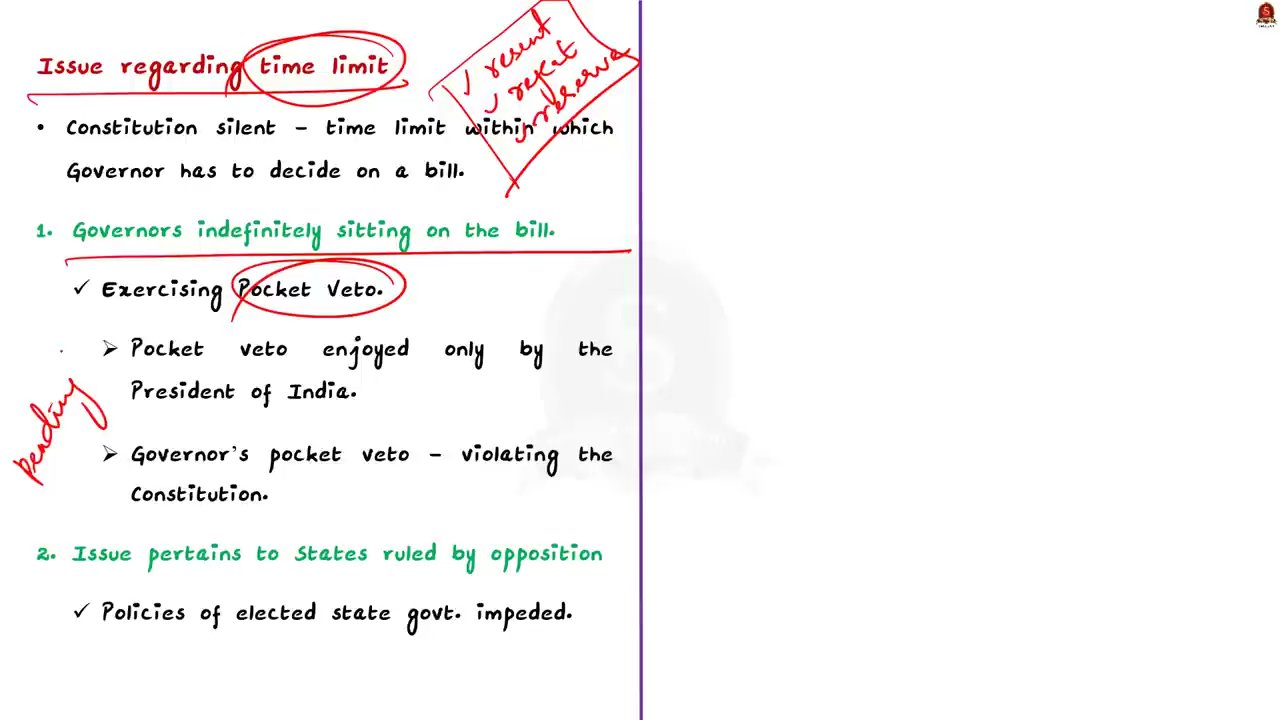 Issue regarding time limit
✓ resent
✓ reject
✓ reserve
• Constitution silent – time limit within which
Governor has to decide on a bill.
1. Governors indefinitely sitting on the bill.
✓ Exercising Pocket Veto.
➢ Pocket veto enjoyed only by the
President of India.
pending
➢ Governor's pocket veto – violating the
Constitution.
2. Issue pertains to States ruled by opposition
✓ Policies of elected state govt. impeded.